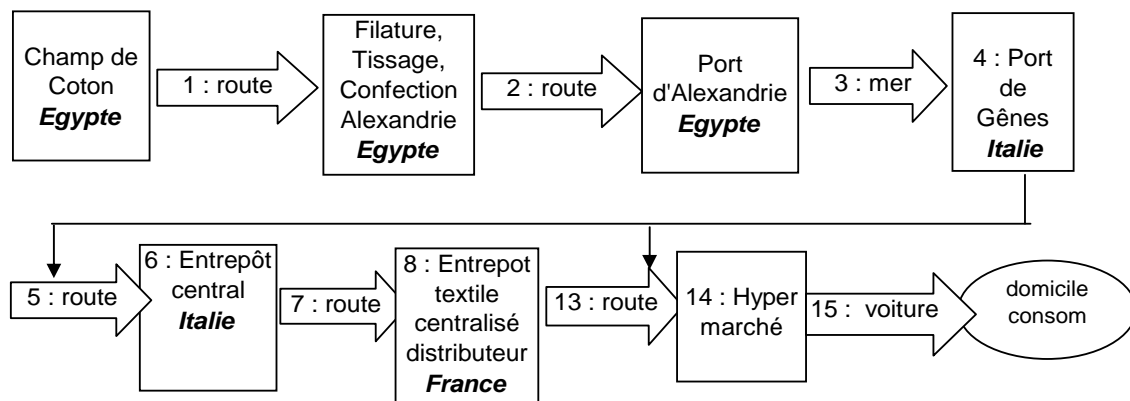 Champ de
Coton
Egypte
1 : route
Filature,
Tissage,
Confection
Alexandrie
Egypte
2 : route
Port
d'Alexandrie
Egypte
3 : mer
4 : Port
de
Gênes
Italie
5 : route
6 : Entrepôt
central
Italie
7 : route
8 : Entrepot
textile
centralisé
distributeur
France
13 : route
14 : Hyper
marché
15 : voiture
domicile
consom